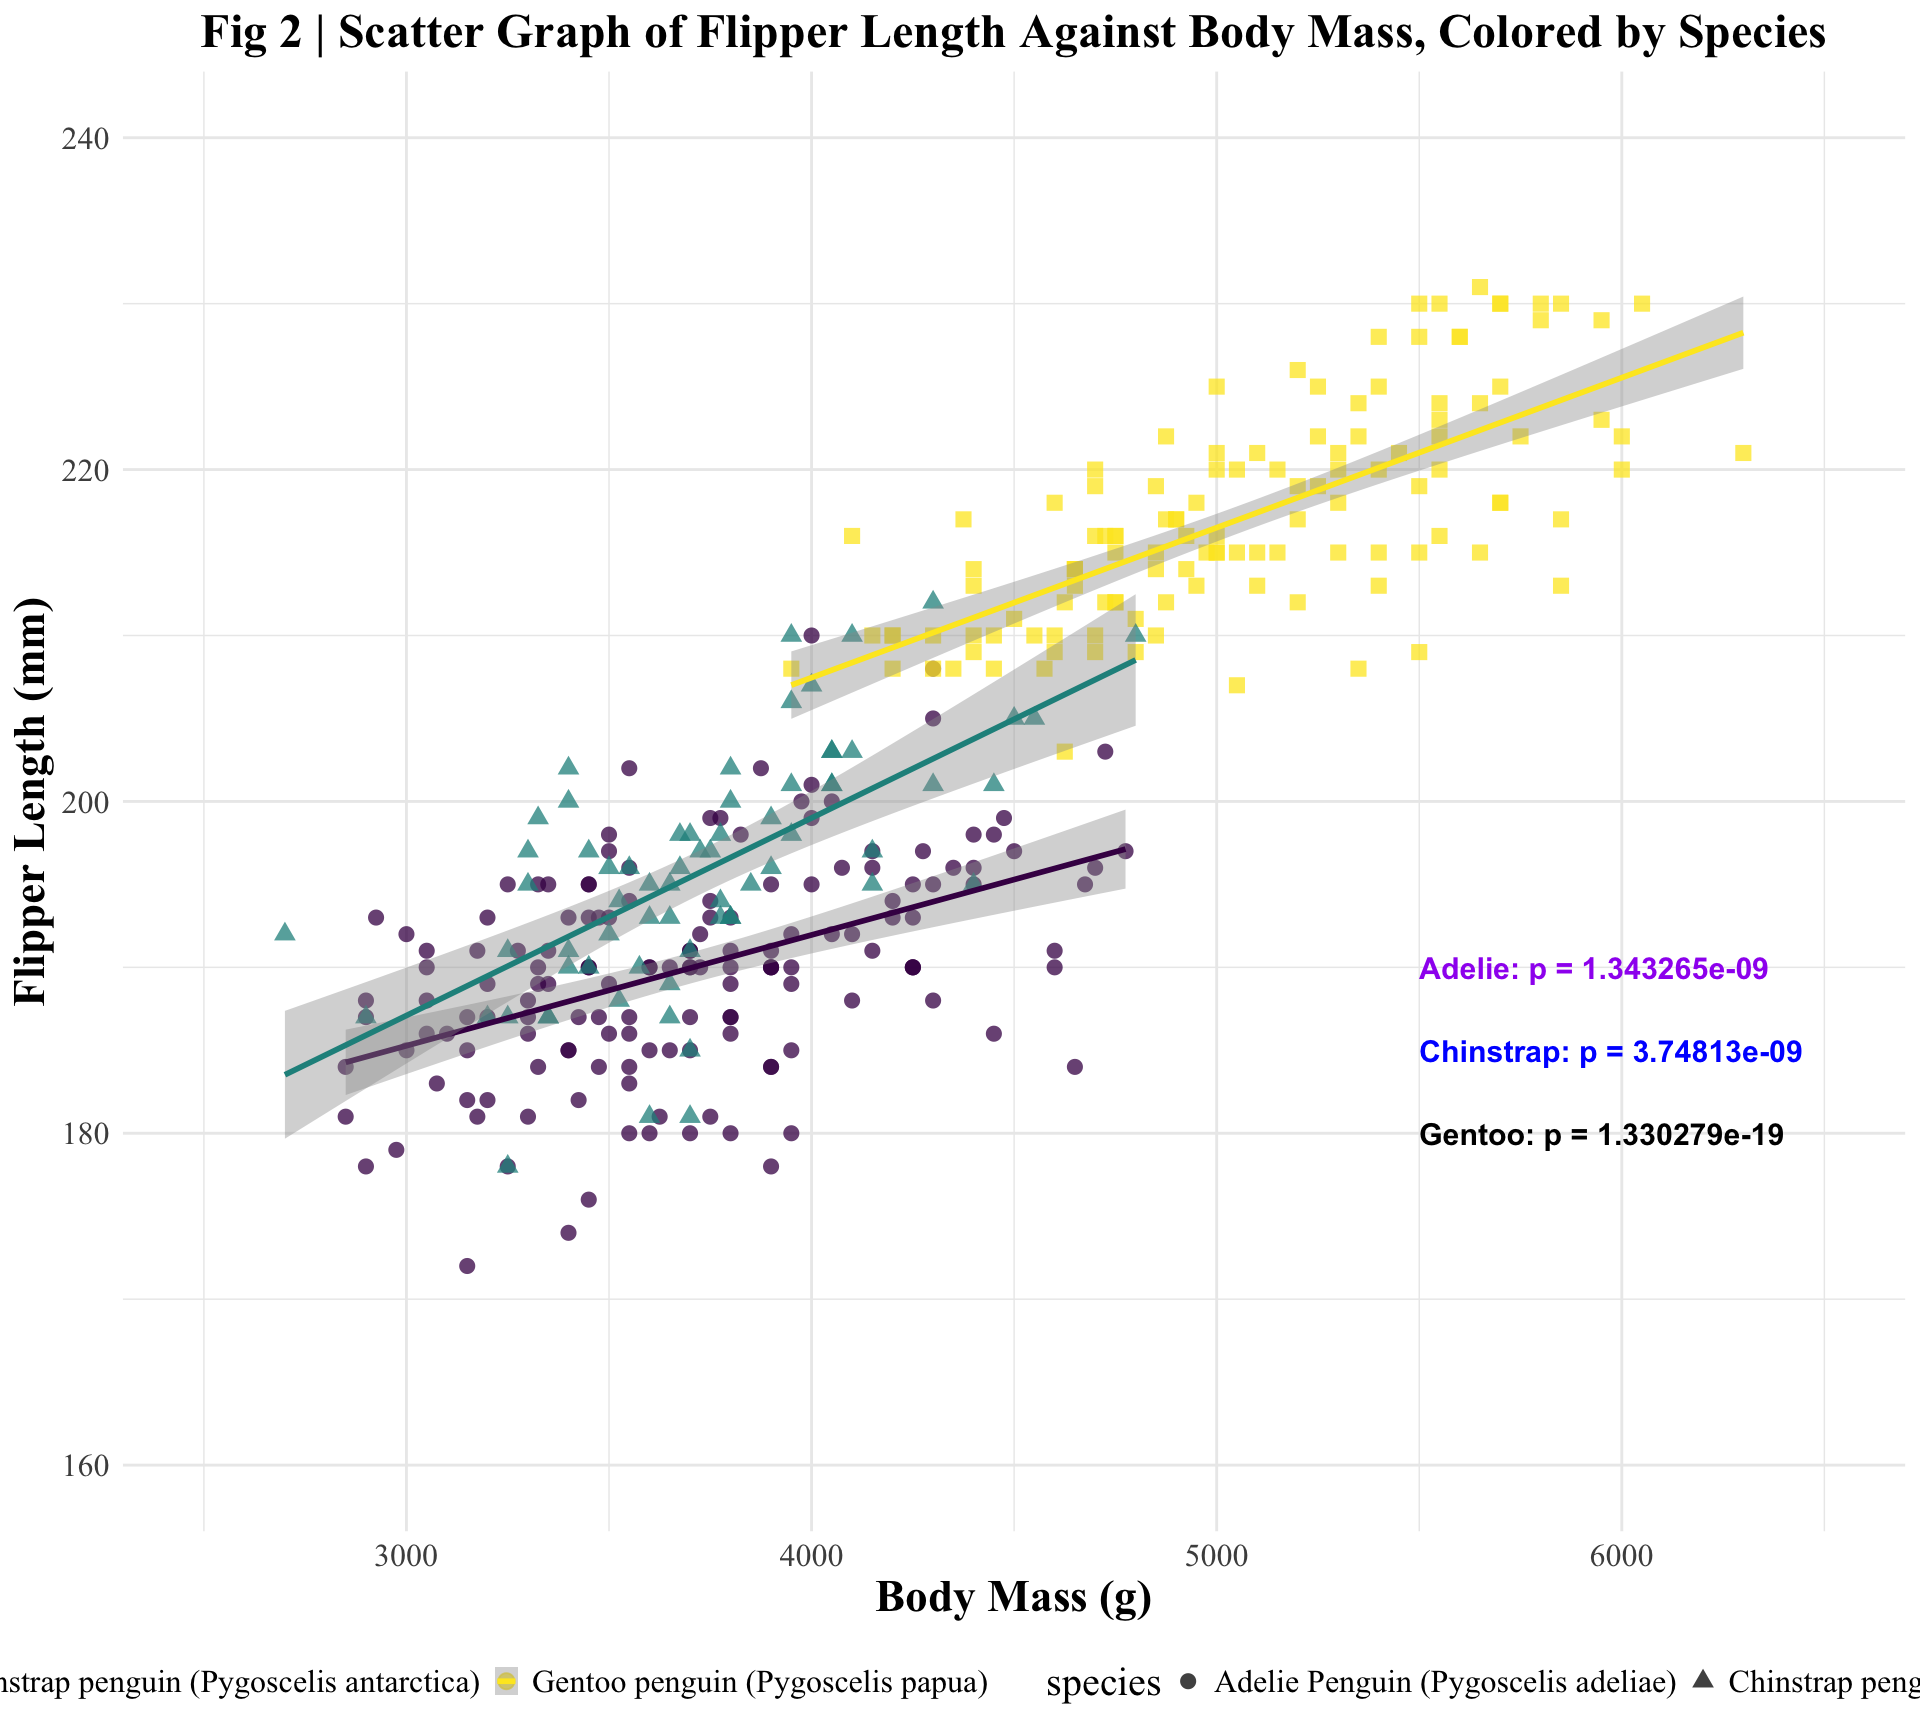 Fig 2 | Scatter Graph of Flipper Length Against Body Mass, Colored by Species
Flipper Length (mm)
240
220
200
180
160
Adelie: p = 1.343265e-09
Chinstrap: p = 3.74813e-09
Gentoo: p = 1.330279e-19
3000 4000 5000 6000
Body Mass (g)
nstrap penguin (Pygoscelis antarctica) Gentoo penguin (Pygoscelis papua) species Adelie Penguin (Pygoscelis adeliae) Chinstrap peng